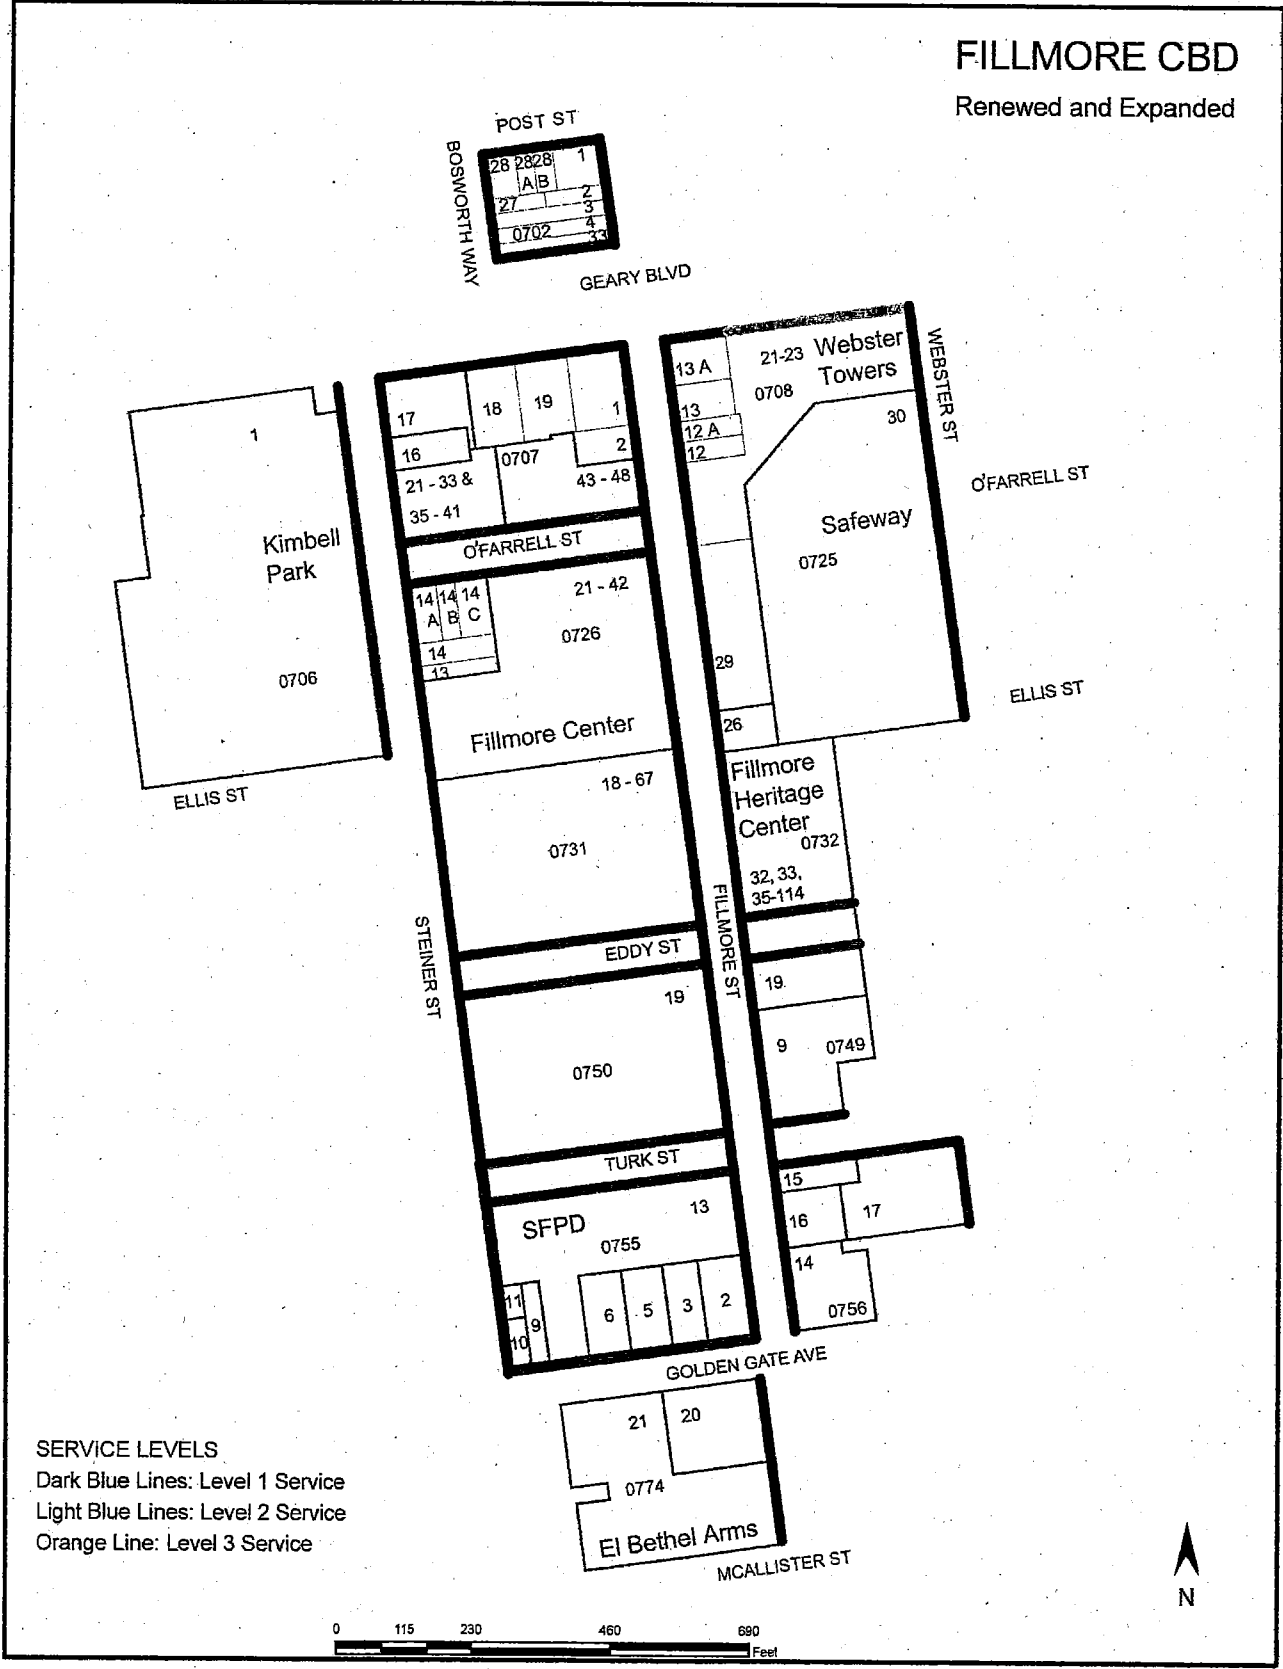 FILLMORE CBD
Renewed and Expanded
POST ST
BOSWORTH WAY
28 28 28 1
A B
27 2
3
4
0702 33
GEARY BLVD
13 A
21-23 Webster
Towers
0708
WEBSTER ST
17
18
19
1
13
12 A
12
30
16
2
0707
21 - 33 &
35 - 41
43 - 48
1
Kimbell
Park
0706
ELLIS ST
O'FARRELL ST
O'FARRELL ST
Safeway
0725
14 14 14
A B C
14
13
21 - 42
0726
29
26
ELLIS ST
Fillmore Center
18 - 67
0731
Fillmore
Heritage
Center
0732
32, 33,
35-114
STEINER ST
FILLMORE ST
EDDY ST
19
0750
19
9
0749
TURK ST
SFPD
13
0755
15
16
17
14
0756
11
10
9
6
5
3
2
GOLDEN GATE AVE
21
20
0774
El Bethel Arms
MCALLISTER ST
SERVICE LEVELS
Dark Blue Lines: Level 1 Service
Light Blue Lines: Level 2 Service
Orange Line: Level 3 Service
N
0 115 230 460 690
Feet